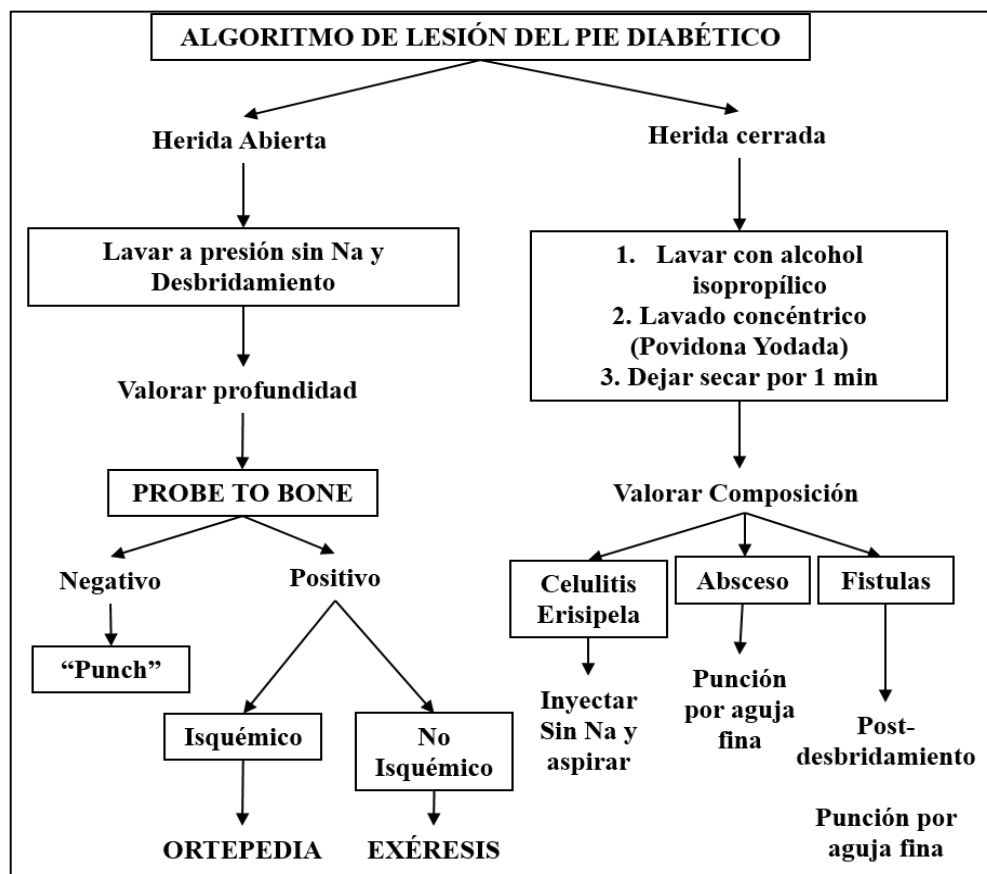 ALGORITMO DE LESIÓN DEL PIE DIABÉTICO
Herida Abierta
Lavar a presión sin Na y
Desbridamiento
Valorar profundidad
PROBE TO BONE
Negativo
Positivo
“Punch”
Isquémico
No
Isquémico
ORTEPEDIA
EXÉRESIS
Herida cerrada
1. Lavar con alcohol
isopropílico
2. Lavado concéntrico
(Povidona Yodada)
3. Dejar secar por 1 min
Valorar Composición
Celulitis
Erisipela
Absceso
Fistulas
Inyectar
Sin Na y
aspirar
Punción
por aguja
fina
Post-
desbridamiento
Punción por
aguja fina